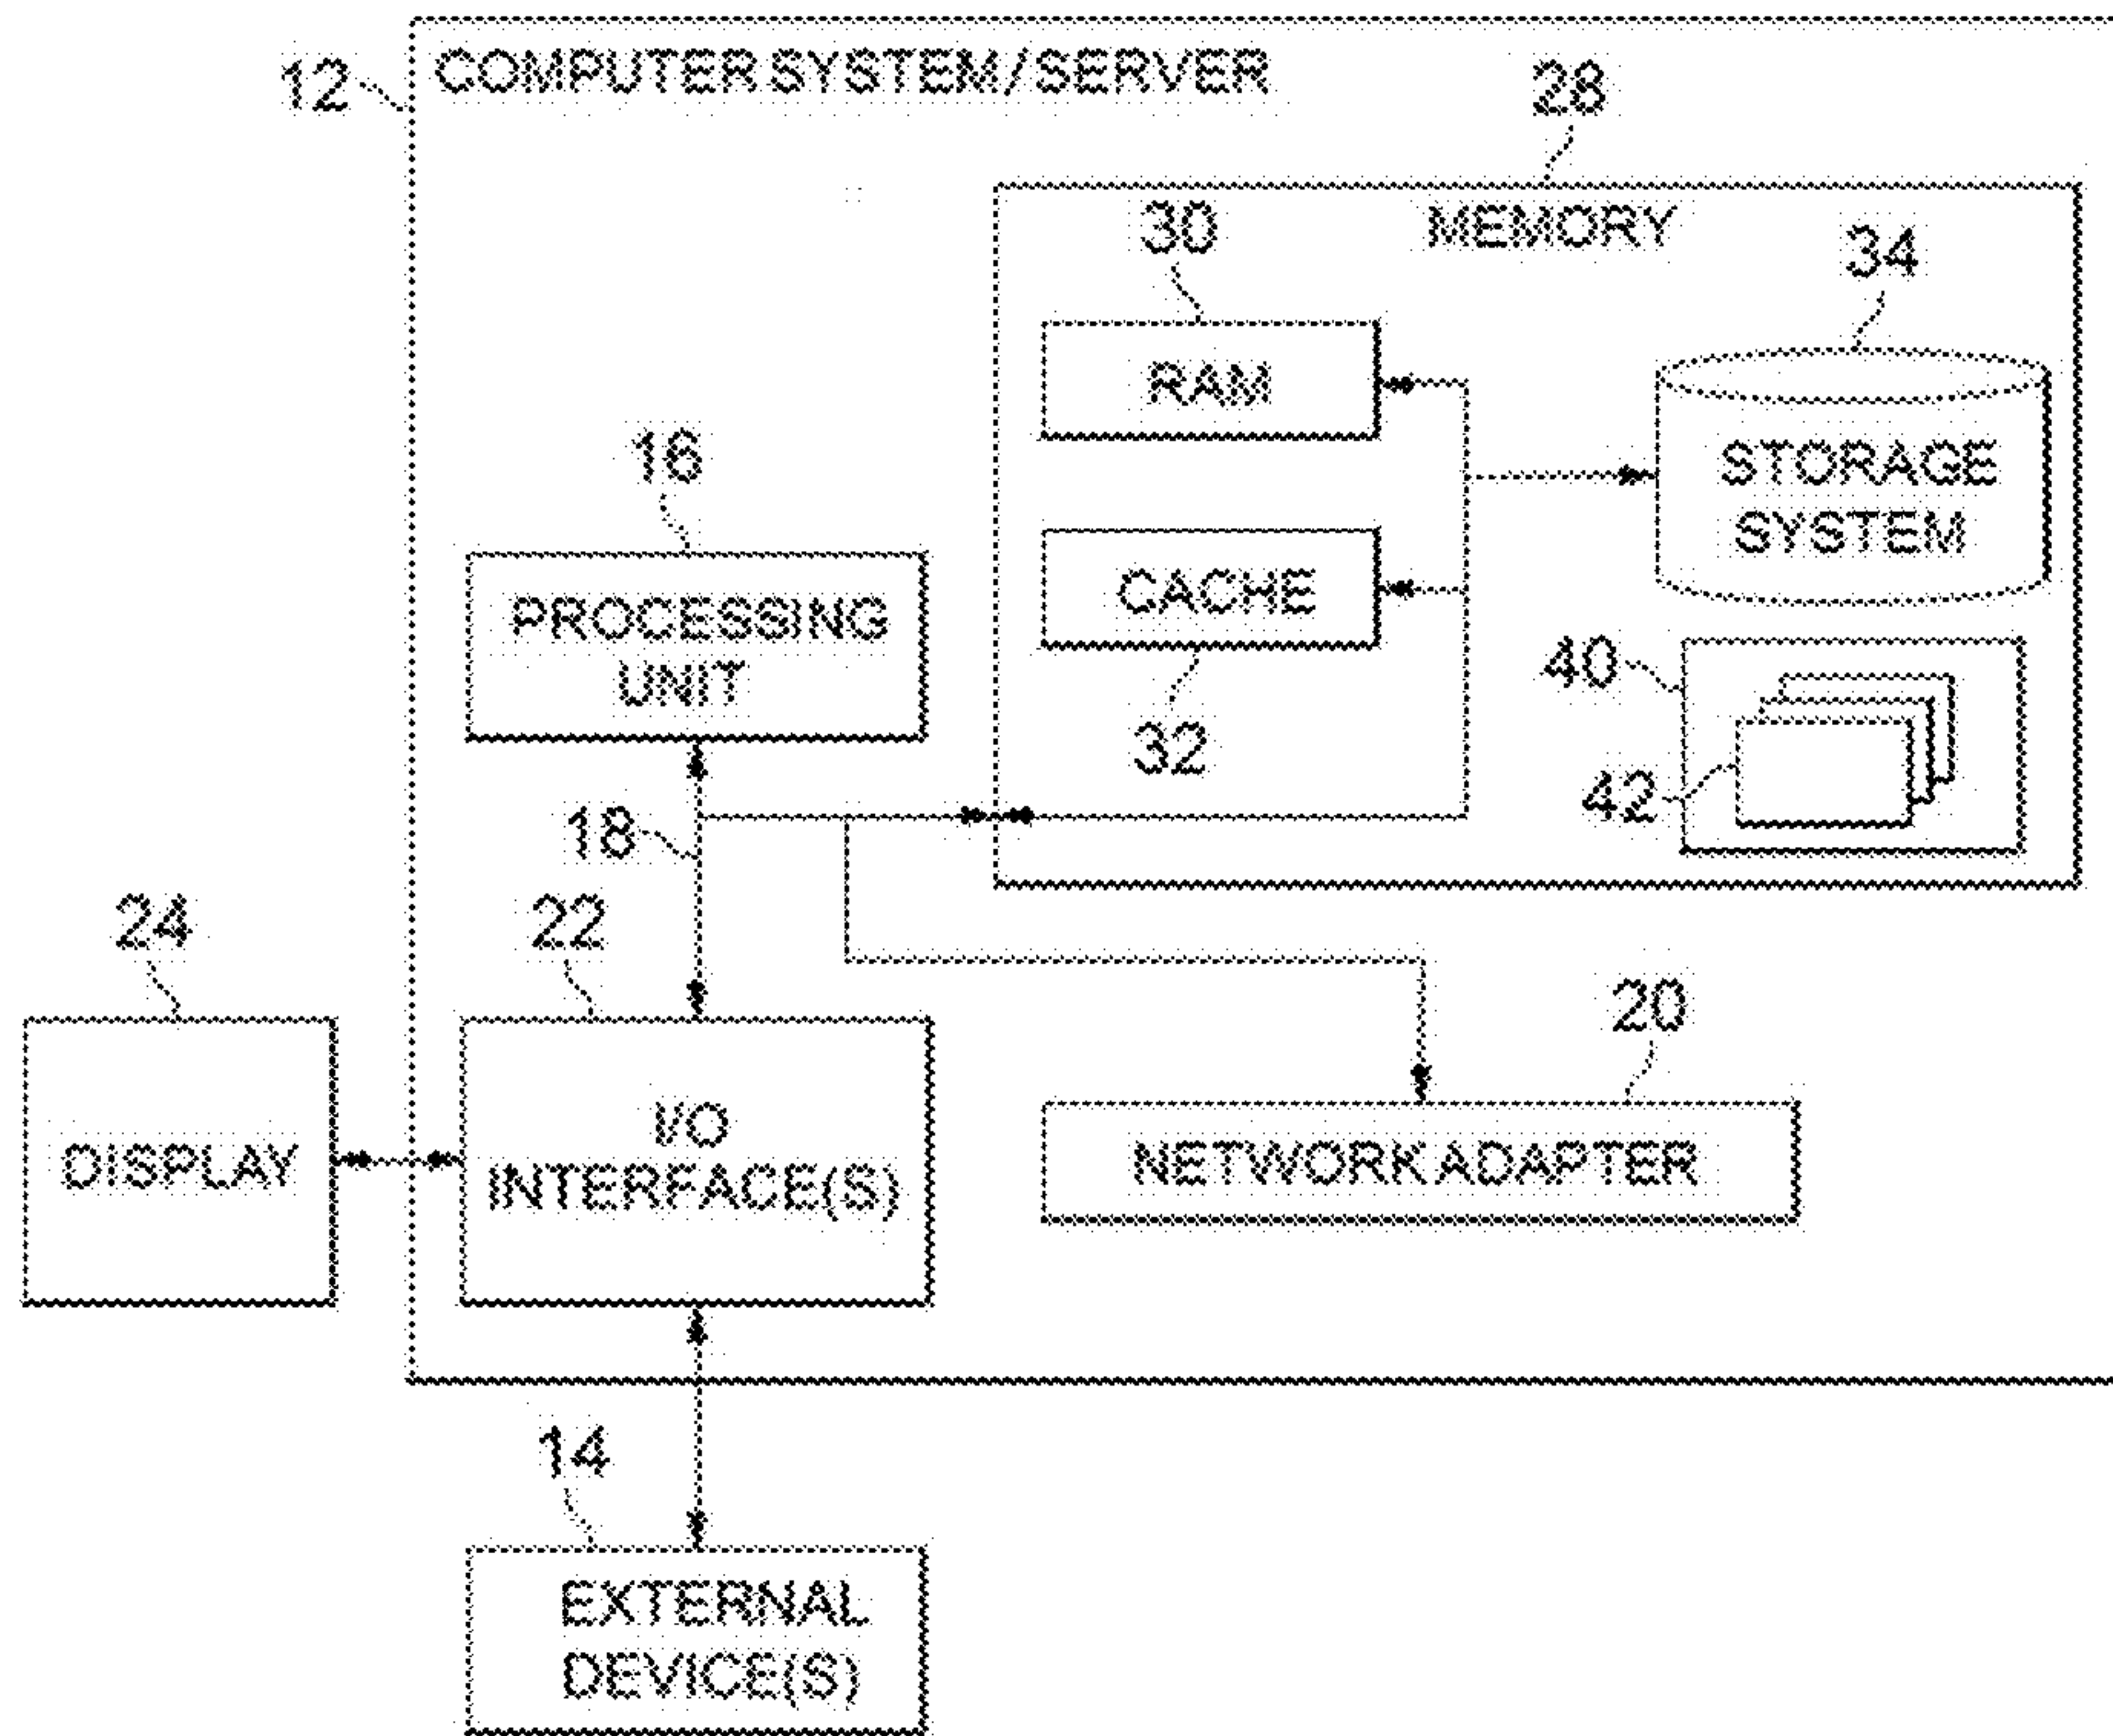 12
COMPUTER SYSTEM / SERVER
28
MEMORY
30
34
RAM
STORAGE
SYSTEM
16
PROCESSING
UNIT
CACHE
32
40
42
18
24
22
20
DISPLAY
I/O
INTERFACE(S)
NETWORK ADAPTER
14
EXTERNAL
DEVICE(S)